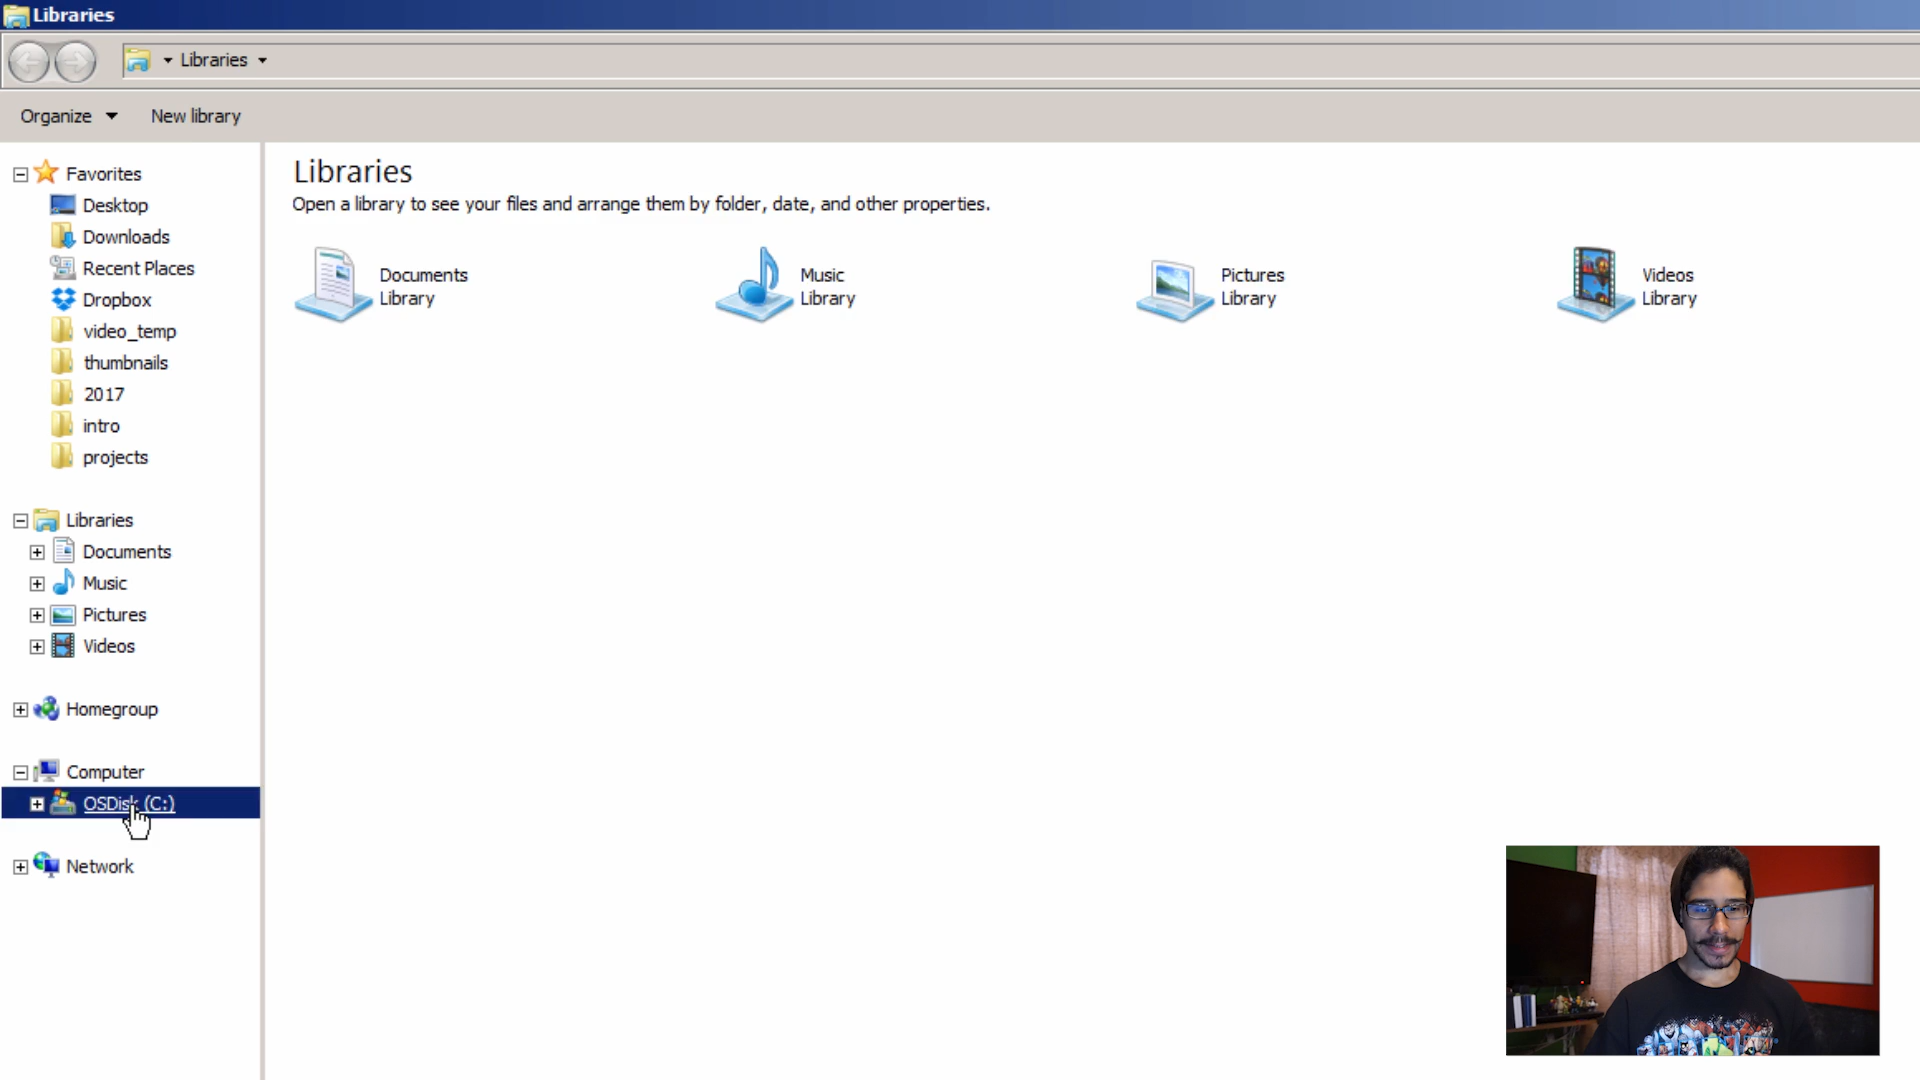 Libraries
Libraries
Organize
New library
Favorites
Desktop
Downloads
Recent Places
Dropbox
video_temp
thumbnails
2017
intro
projects
Libraries
Documents
Music
Pictures
Videos
Homegroup
Computer
OSDisk (C:)
Network
Libraries
Open a library to see your files and arrange them by folder, date, and other properties.
Documents
Library
Music
Library
Pictures
Library
Videos
Library